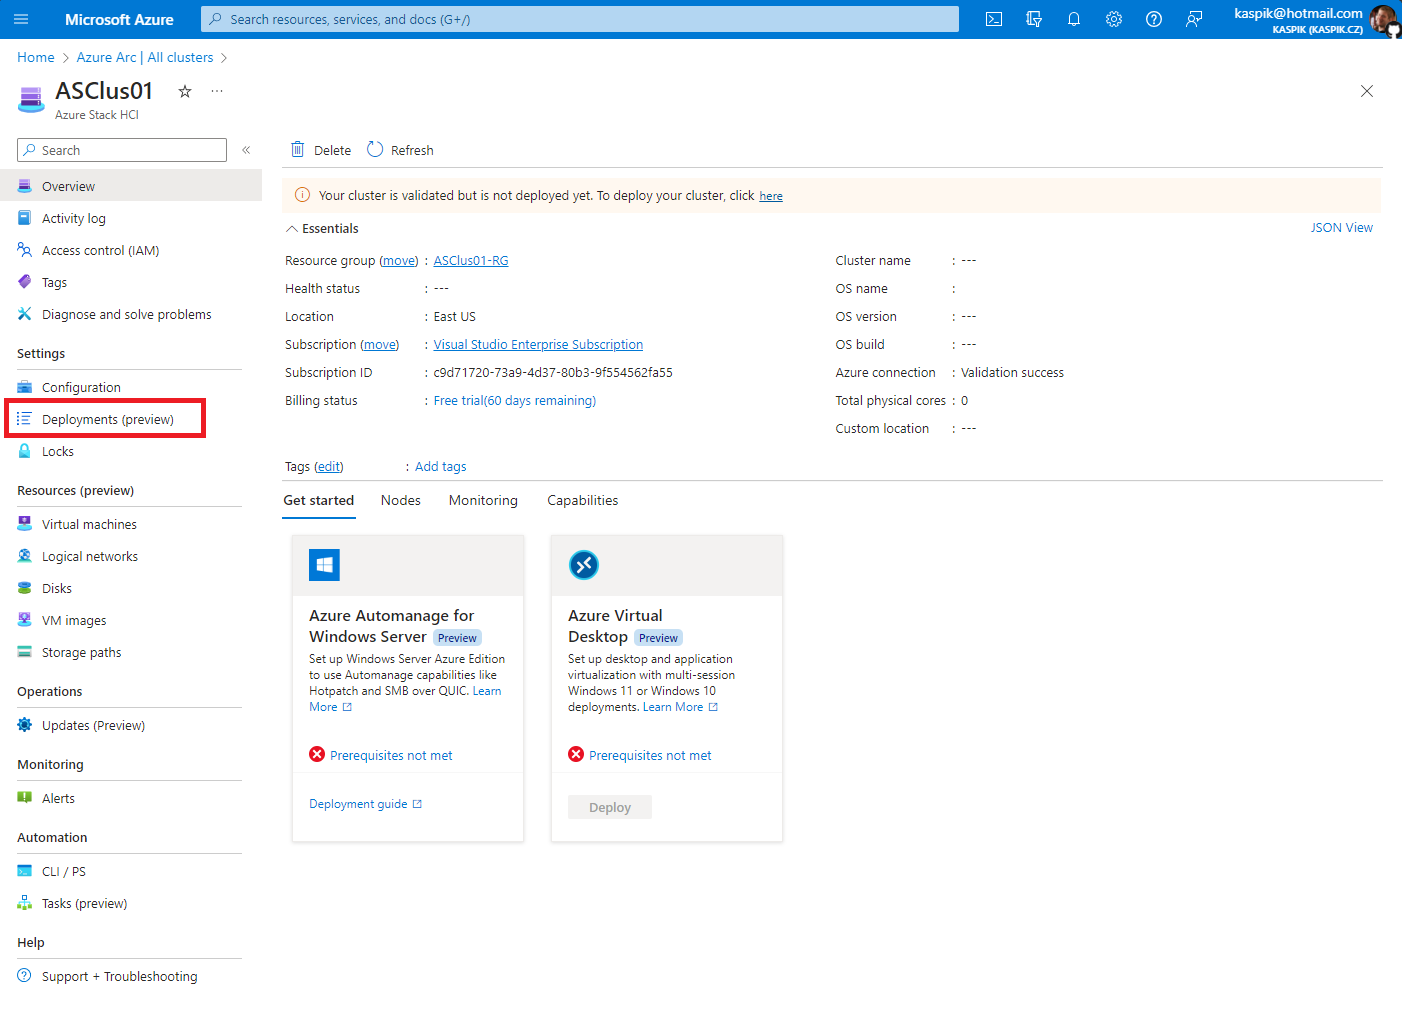 Microsoft Azure
Search resources, services, and docs (G+/)
kaspik@hotmail.com
KASPIK (KASPIK.CZ)
Home > Azure Arc | All clusters >
ASClus01
Azure Stack HCI
Search
Overview
Activity log
Access control (IAM)
Tags
Diagnose and solve problems
Settings
Configuration
Deployments (preview)
Locks
Resources (preview)
Virtual machines
Logical networks
Disks
VM images
Storage paths
Operations
Updates (Preview)
Monitoring
Alerts
Automation
CLI / PS
Tasks (preview)
Help
Support + Troubleshooting
Delete Refresh
Your cluster is validated but is not deployed yet. To deploy your cluster, click here
Essentials
JSON View
Resource group (move) : ASClus01-RG
Health status : ---
Location : East US
Subscription (move) : Visual Studio Enterprise Subscription
Subscription ID : c9d71720-73a9-4d37-80b3-9f554562fa55
Billing status : Free trial(60 days remaining)
Cluster name : ---
OS name :
OS version : ---
OS build : ---
Azure connection : Validation success
Total physical cores : 0
Custom location : ---
Tags (edit) : Add tags
Get started Nodes Monitoring Capabilities
Azure Automanage for
Windows Server Preview
Set up Windows Server Azure Edition
to use Automanage capabilities like
Hotpatch and SMB over QUIC. Learn
More
Prerequisites not met
Deployment guide
Azure Virtual
Desktop Preview
Set up desktop and application
virtualization with multi-session
Windows 11 or Windows 10
deployments. Learn More
Prerequisites not met
Deploy